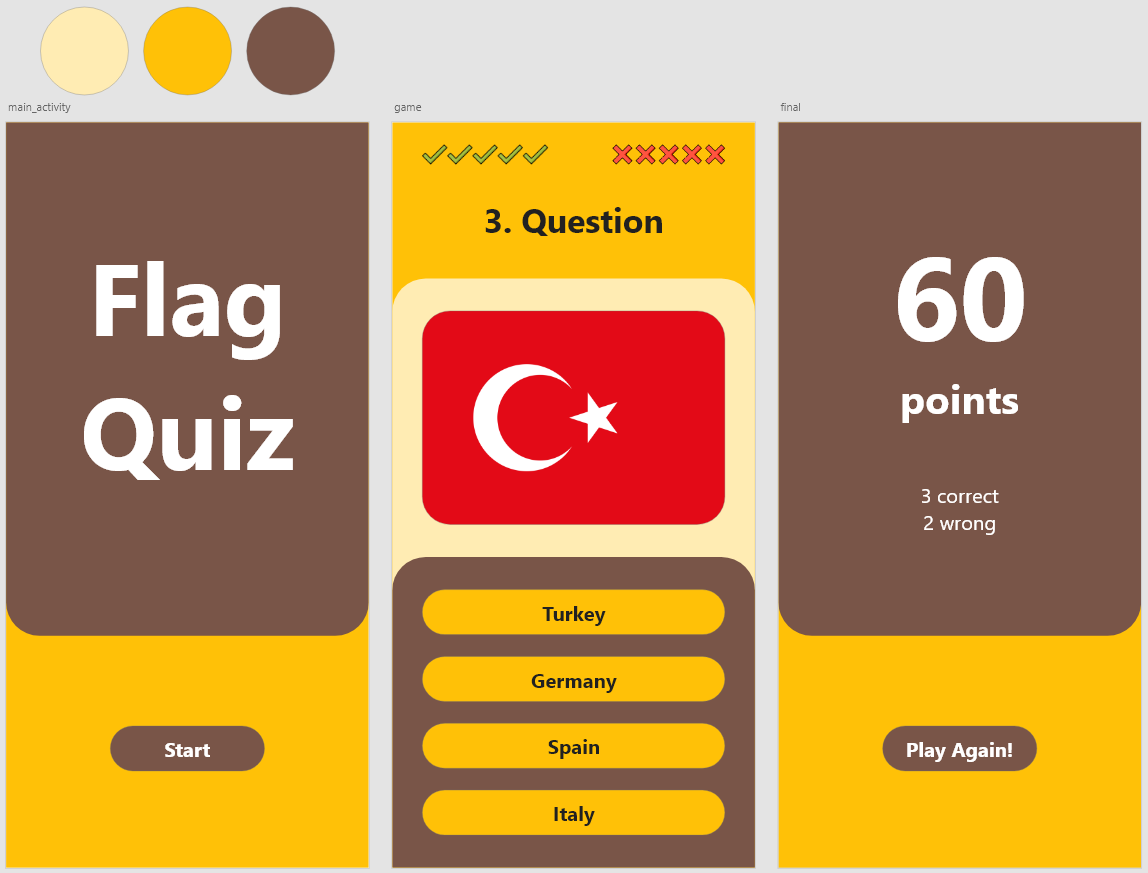 main_activity
Flag
Quiz
Start
game
3. Question
Turkey
Germany
Spain
Italy
final
60
points
3 correct
2 wrong
Play Again!